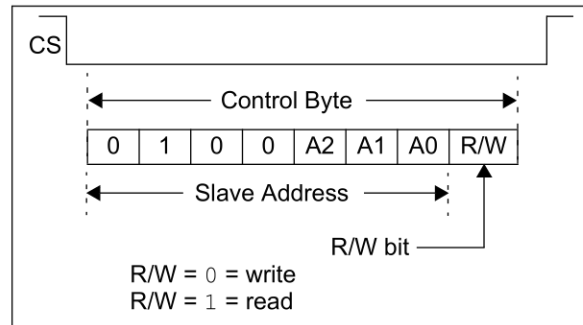 CS
Control Byte
0 1 0 0 A2 A1 A0 R/W
Slave Address
R/W bit
R/W = 0 = write
R/W = 1 = read